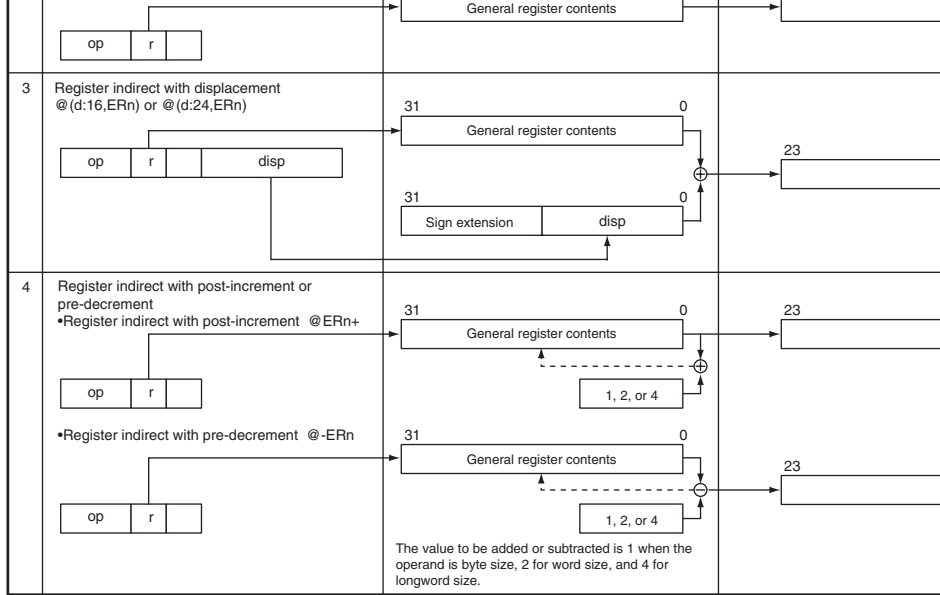 General register contents
op r
3 Register indirect with displacement
@(d:16,ERn) or @(d:24,ERn)
31 0
General register contents
op r disp
23
31 0
Sign extension disp
4 Register indirect with post-increment or
pre-decrement
•Register indirect with post-increment @ERn+
31 0
General register contents
23
op r
1, 2, or 4
•Register indirect with pre-decrement @-ERn
31 0
General register contents
23
op r
1, 2, or 4
The value to be added or subtracted is 1 when the
operand is byte size, 2 for word size, and 4 for
longword size.